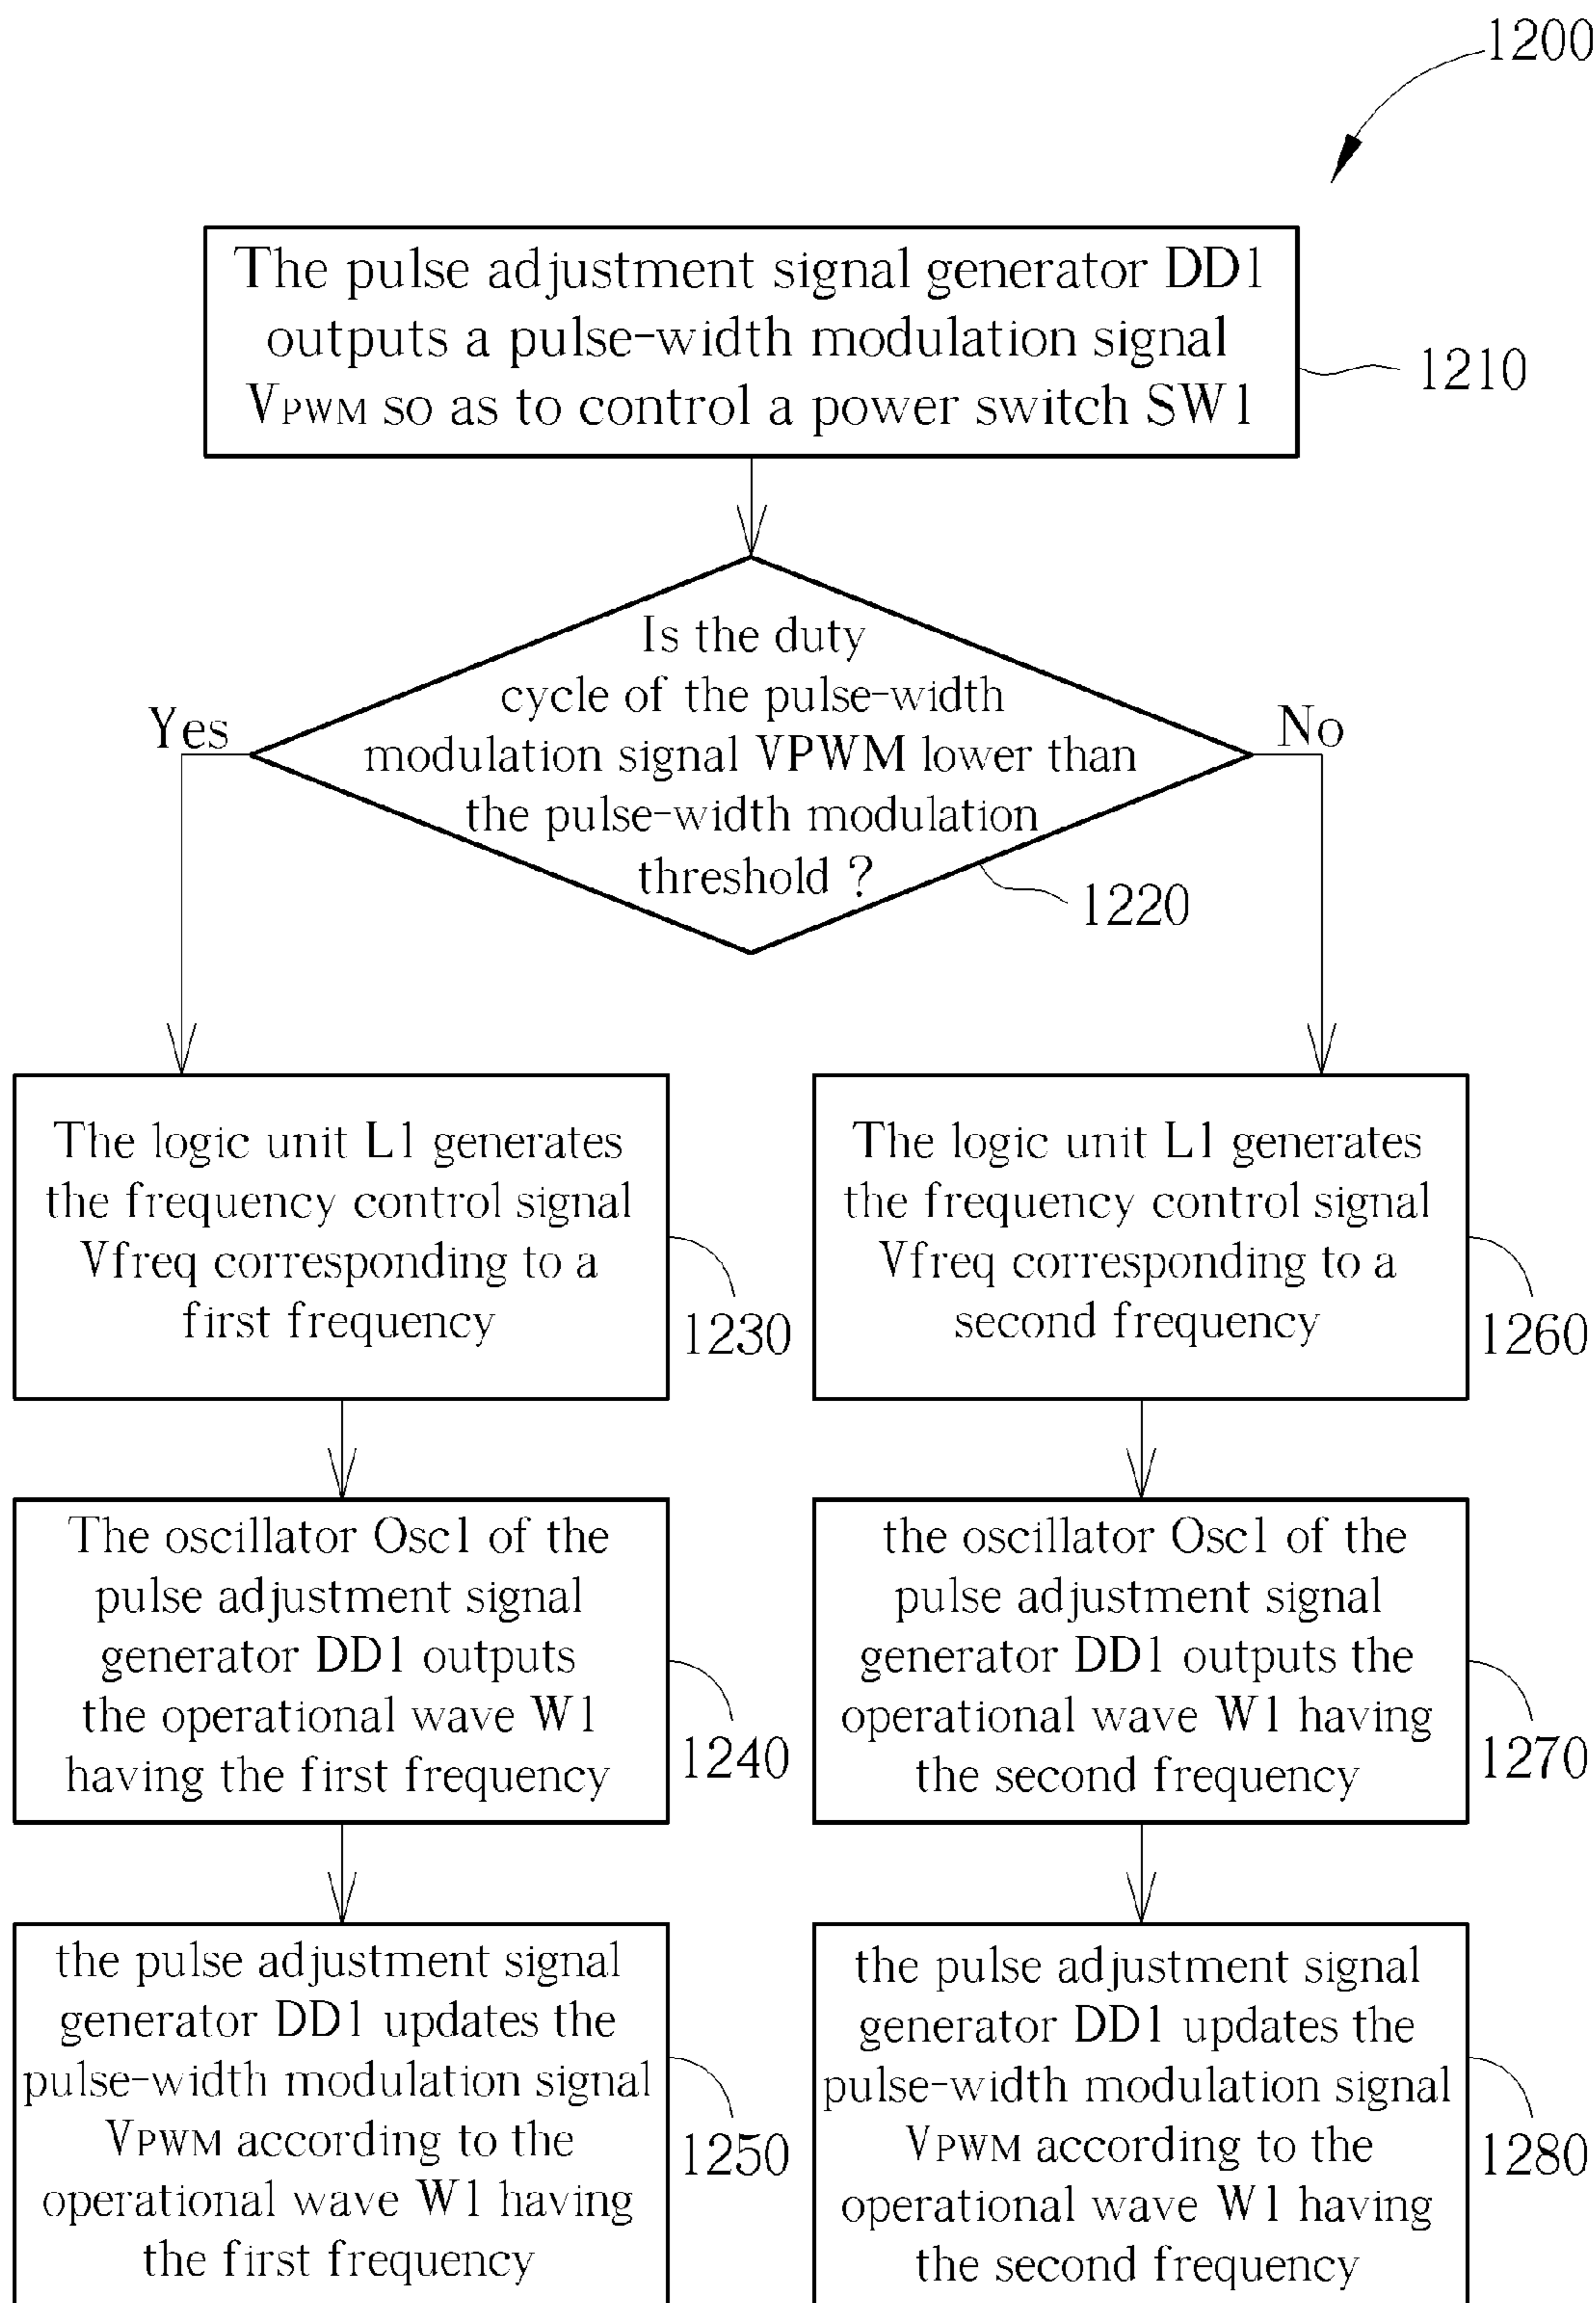 1200
The pulse adjustment signal generator DD1
outputs a pulse-width modulation signal
VPWM so as to control a power switch SW1
1210
Is the duty
cycle of the pulse-width
modulation signal VPWM lower than
the pulse-width modulation
threshold ?
Yes
No
1220
The logic unit L1 generates
the frequency control signal
Vfreq corresponding to a
first frequency
1230
The logic unit L1 generates
the frequency control signal
Vfreq corresponding to a
second frequency
1260
The oscillator Osc1 of the
pulse adjustment signal
generator DD1 outputs
the operational wave W1
having the first frequency
1240
the oscillator Osc1 of the
pulse adjustment signal
generator DD1 outputs the
operational wave W1 having
the second frequency
1270
the pulse adjustment signal
generator DD1 updates the
pulse-width modulation signal
VPWM according to the
operational wave W1 having
the first frequency
1250
the pulse adjustment signal
generator DD1 updates the
pulse-width modulation signal
VPWM according to the
operational wave W1 having
the second frequency
1280